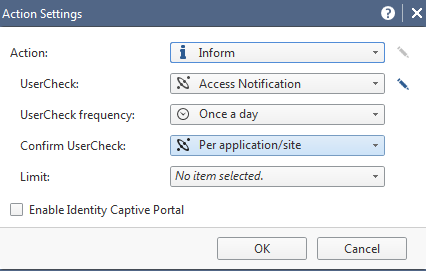 Action Settings
Action: Inform
UserCheck: Access Notification
UserCheck frequency: Once a day
Confirm UserCheck: Per application/site
Limit: No item selected.
Enable Identity Captive Portal
OK Cancel